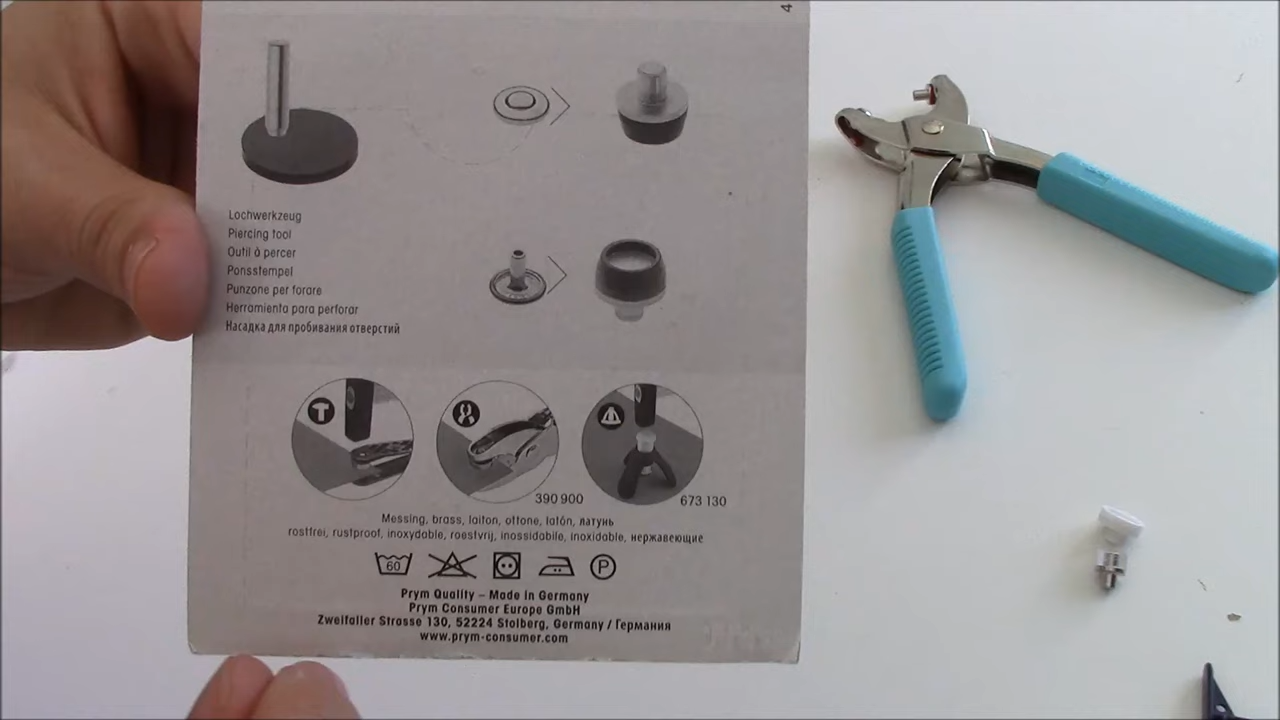 4
Lochwerkzeug
Piercing tool
Outil à percer
Ponsstempel
Punzone per forare
Herramienta para perforar
Насадка для пробивания отверстий
390 900
673 130
Messing, brass, laiton, ottone, latón, латунь
rostfrei, rustproof, inoxydable, roestvrij, inossidabile, inoxidable, нержавеющие
60
P
Prym Quality – Made in Germany
Prym Consumer Europe GmbH
Zweifaller Strasse 130, 52224 Stolberg, Germany / Германия
www.prym-consumer.com